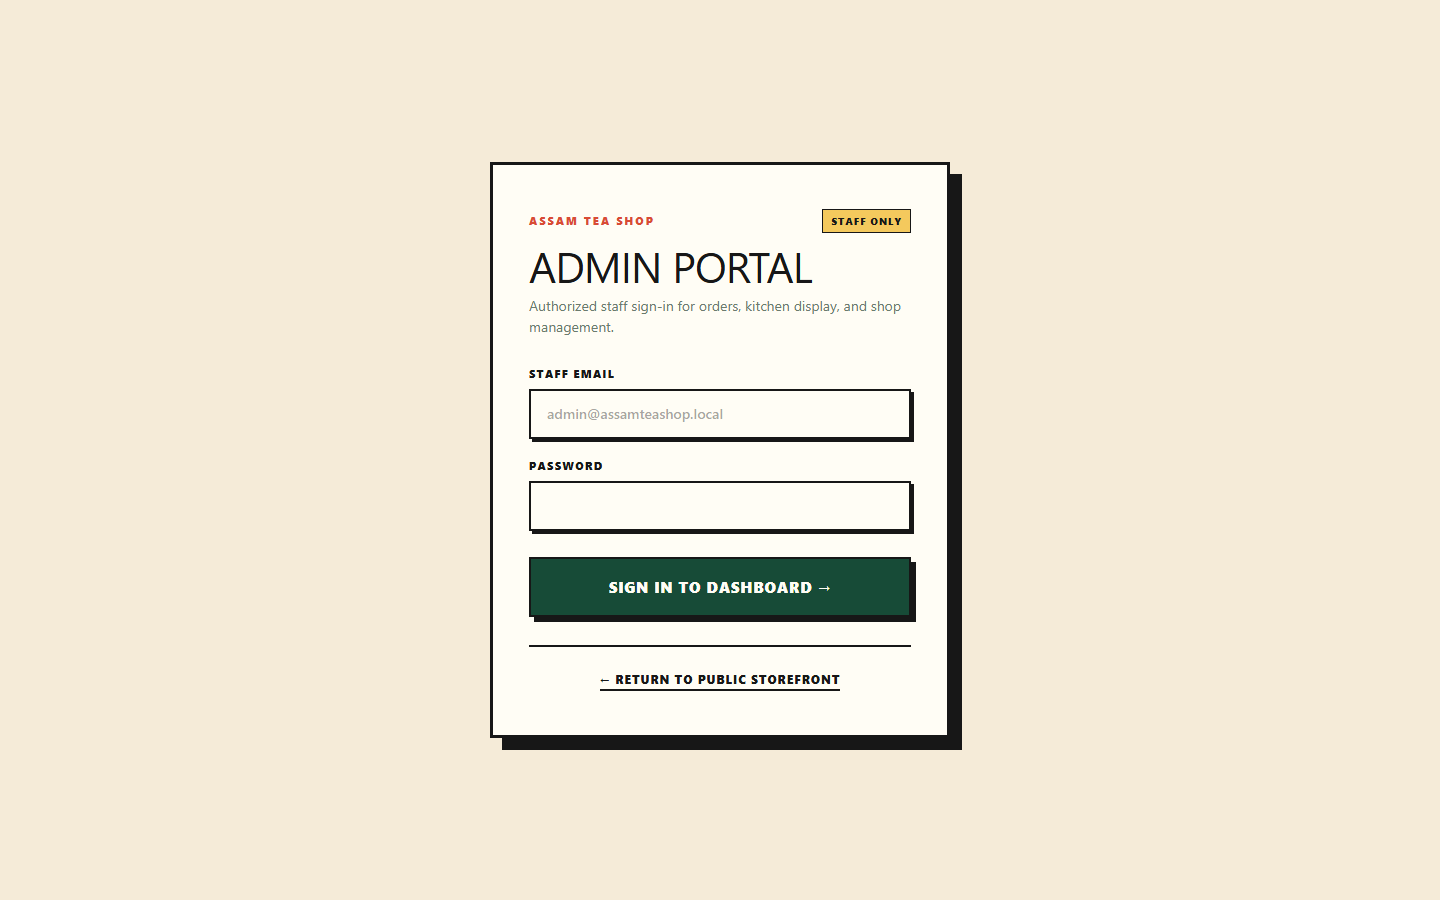 ASSAM TEA SHOP
STAFF ONLY
ADMIN PORTAL
Authorized staff sign-in for orders, kitchen display, and shop
management.
STAFF EMAIL
admin@assamteashop.local
PASSWORD
SIGN IN TO DASHBOARD →
← RETURN TO PUBLIC STOREFRONT